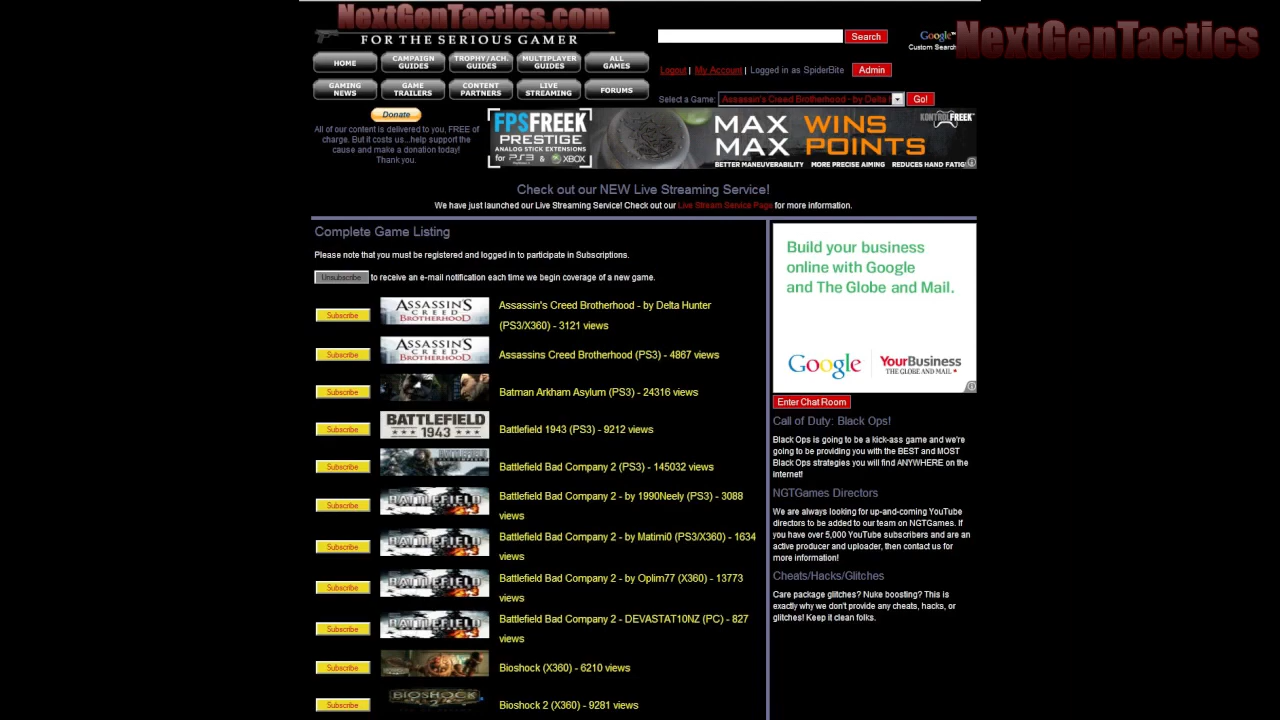 NextGenTactics.com
FOR THE SERIOUS GAMER
Search
Google™
Custom Search
NextGenTactics
HOME
CAMPAIGN GUIDES
TROPHY/ACH. GUIDES
MULTIPLAYER GUIDES
ALL GAMES
Logout | My Account | Logged in as SpiderBite
Admin
GAMING NEWS
GAME TRAILERS
CONTENT PARTNERS
LIVE STREAMING
FORUMS
Select a Game: Assassin's Creed Brotherhood - by Delta
Go!
Donate
All of our content is delivered to you, FREE of
charge. But it costs us...help support the
cause and make a donation today!
Thank you.
FPSFREEK
PRESTIGE
ANALOG STICK EXTENSIONS
for PS3 & XBOX
MAX WINS
MAX POINTS
BETTER MANEUVERABILITY MORE PRECISE AIMING REDUCES HAND FATIG
KONTROLFREEK
Check out our NEW Live Streaming Service!
We have just launched our Live Streaming Service! Check out our Live Stream Service Page for more information.
Complete Game Listing
Please note that you must be registered and logged in to participate in Subscriptions.
Unsubscribe to receive an e-mail notification each time we begin coverage of a new game.
Subscribe
ASSASSIN'S
CREED
BROTHERHOOD
Assassin's Creed Brotherhood - by Delta Hunter
(PS3/X360) - 3121 views
Subscribe
ASSASSIN'S
CREED
BROTHERHOOD
Assassins Creed Brotherhood (PS3) - 4867 views
Subscribe
Batman Arkham Asylum (PS3) - 24316 views
Subscribe
BATTLEFIELD
1943
Battlefield 1943 (PS3) - 9212 views
Subscribe
BATTLEFIELD
Battlefield Bad Company 2 (PS3) - 145032 views
Subscribe
BATTLEFIELD
Battlefield Bad Company 2 - by 1990Neely (PS3) - 3088
views
Subscribe
BATTLEFIELD
Battlefield Bad Company 2 - by Matimi0 (PS3/X360) - 1634
views
Subscribe
BATTLEFIELD
Battlefield Bad Company 2 - by Oplim77 (X360) - 13773
views
Subscribe
BATTLEFIELD
Battlefield Bad Company 2 - DEVASTAT10NZ (PC) - 827
views
Subscribe
Bioshock (X360) - 6210 views
Subscribe
BIOSHOCK
2
Bioshock 2 (X360) - 9281 views
Build your business
online with Google
and The Globe and Mail.
Google
YourBusiness
THE GLOBE AND MAIL
Enter Chat Room
Call of Duty: Black Ops!
Black Ops is going to be a kick-ass game and we're
going to be providing you with the BEST and MOST
Black Ops strategies you will find ANYWHERE on the
internet!
NGTGames Directors
We are always looking for up-and-coming YouTube
directors to be added to our team on NGTGames. If
you have over 5,000 YouTube subscribers and are an
active producer and uploader, then contact us for
more information!
Cheats/Hacks/Glitches
Care package glitches? Nuke boosting? This is
exactly why we don't provide any cheats, hacks, or
glitches! Keep it clean folks.